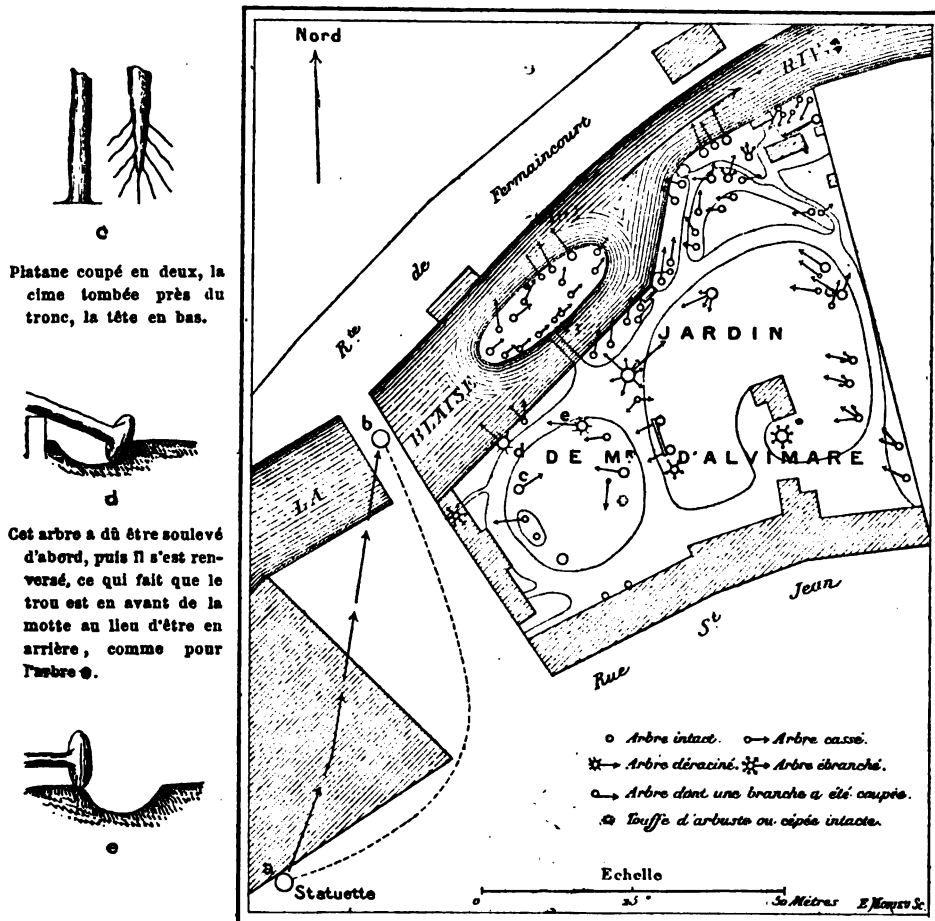 c
Platane coupé en deux, la
cime tombée près du
tronc, la tête en bas.
d
Cet arbre a dû être soulevé
d'abord, puis il s'est ren-
versé, ce qui fait que le
trou est en avant de la
motte au lieu d'être en
arrière, comme pour
l'arbre e.
e
Nord
Rte de Fermaincourt
LA BLAISE RIV.
b
JARDIN
DE Mr D'ALVIMARE
e
d
c
Rue St Jean
a
Statuette
Arbre intact. Arbre cassé.
Arbre déraciné. Arbre ébranché.
Arbre dont une branche a été coupée.
Touffe d'arbuste ou cépée intacte.
Echelle
0 25 50 Mètres
Sc.